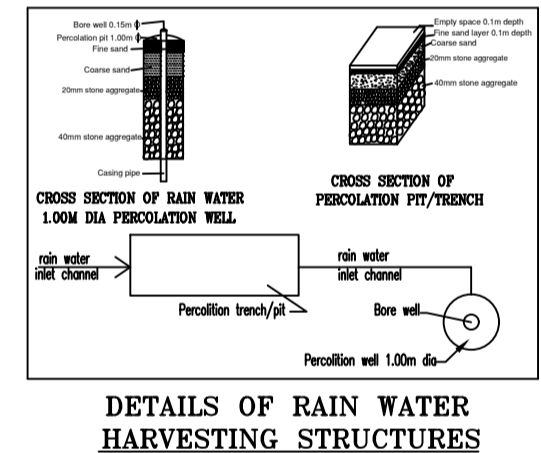 Bore well 0.15m ϕ
Percolation pit 1.00m ϕ
Fine sand
Coarse sand
20mm stone aggregate
40mm stone aggregate
Casing pipe
CROSS SECTION OF RAIN WATER
1.00M DIA PERCOLATION WELL
Empty space 0.1m depth
Fine sand layer 0.1m depth
Coarse sand
20mm stone aggregate
40mm stone aggregate
CROSS SECTION OF
PERCOLATION PIT/TRENCH
rain water
inlet channel
Percolition trench/pit
rain water
inlet channel
Bore well
Percolition well 1.00m dia
DETAILS OF RAIN WATER
HARVESTING STRUCTURES